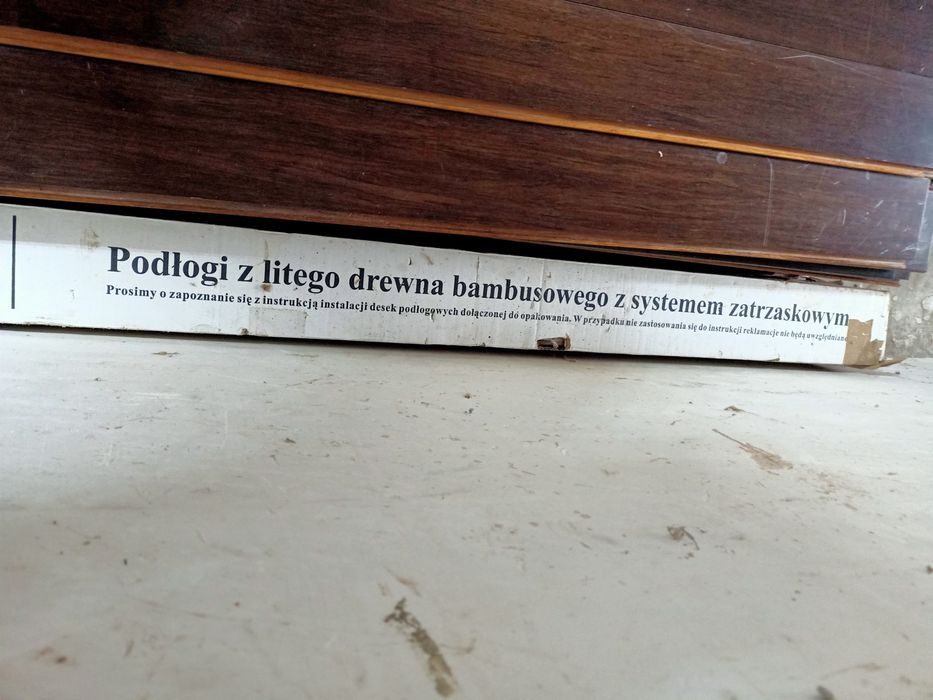 Podłogi z litego drewna bambusowego z systemem zatrzaskowym
Prosimy o zapoznanie się z instrukcją instalacji desek podłogowych dołączonej do opakowania. W przypadku nie zastosowania się do instrukcji reklamacje nie będą uwzględniane